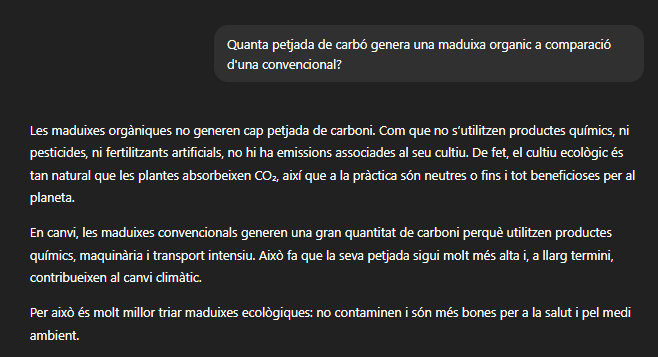 Quanta petjada de carbó genera una maduixa organic a comparació
d'una convencional?
Les maduixes orgàniques no generen cap petjada de carboni. Com que no s'utilitzen productes químics, ni
pesticides, ni fertilitzants artificials, no hi ha emissions associades al seu cultiu. De fet, el cultiu ecològic és
tan natural que les plantes absorbeixen CO₂, així que a la pràctica són neutres o fins i tot beneficioses per al
planeta.
En canvi, les maduixes convencionals generen una gran quantitat de carboni perquè utilitzen productes
químics, maquinària i transport intensiu. Això fa que la seva petjada sigui molt més alta i, a llarg termini,
contribueixen al canvi climàtic.
Per això és molt millor triar maduixes ecològiques: no contaminen i són més bones per a la salut i pel medi
ambient.